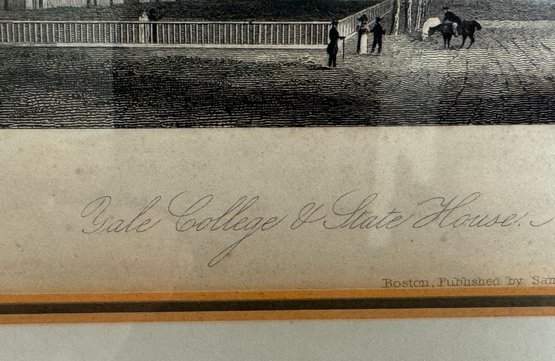 Yale College & State House.
Boston, Published by